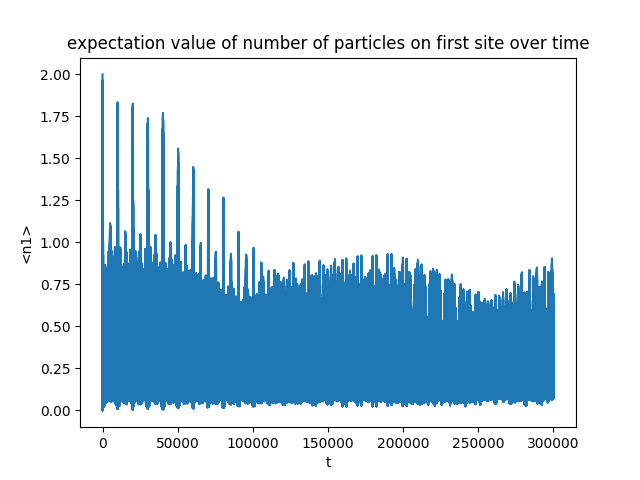 expectation value of number of particles on first site over time
2.00
1.75
1.50
1.25
1.00
0.75
0.50
0.25
0.00
<n1>
0 50000 100000 150000 200000 250000 300000
t